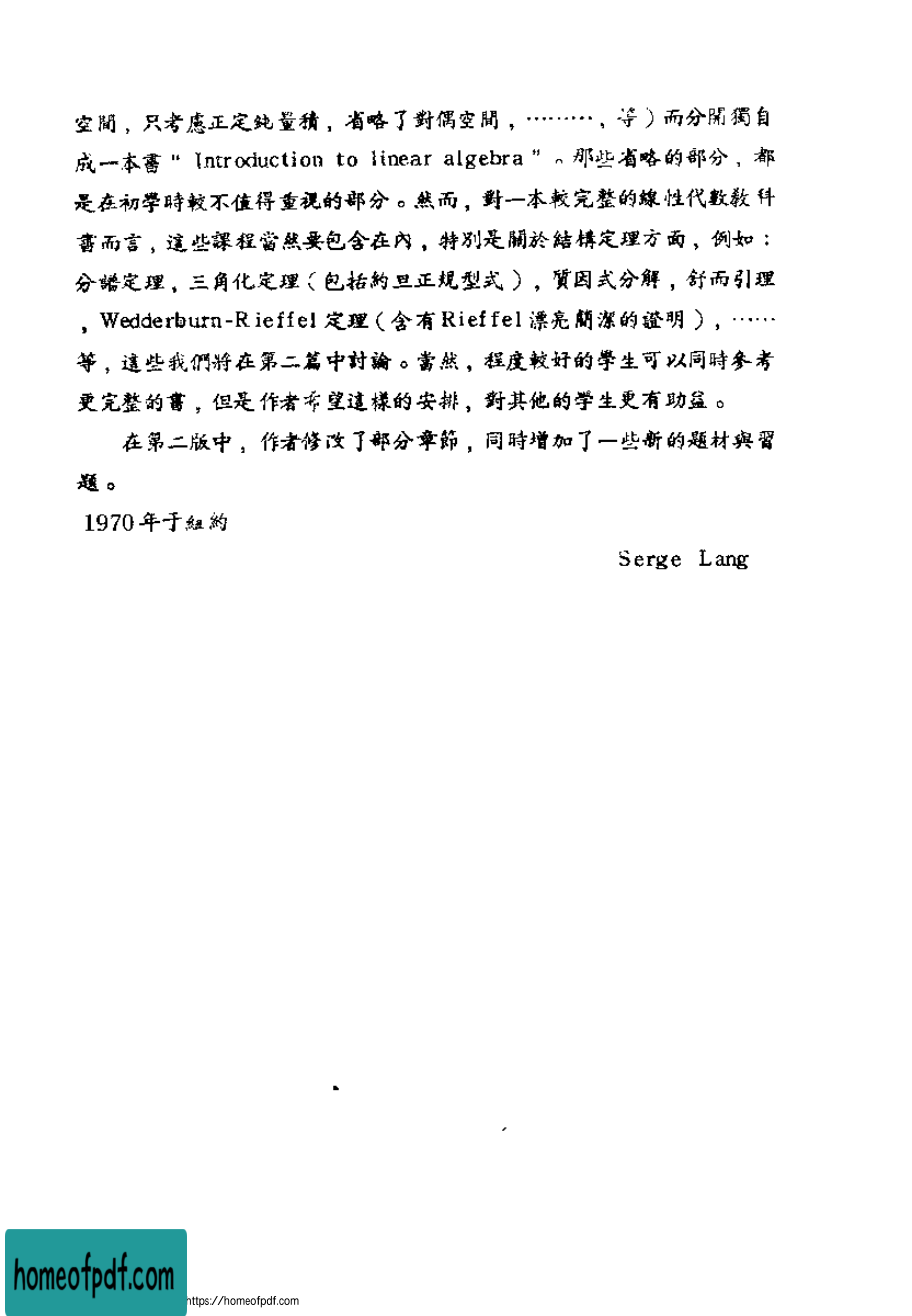 空間，只考慮正定純量積，省略了對偶空間，………，等）而分開獨自
成一本書“ Introduction to linear algebra ”。那些省略的部分，都
是在初學時較不值得重視的部分。然而，對一本較完整的線性代數教科
書而言，這些課程當然要包含在內，特別是關於結構定理方面，例如：
分譜定理，三角化定理（包括約旦正規型式），質因式分解，舒而引理
，Wedderburn-Rieffel 定理（含有Rieffel 漂亮簡潔的證明），……
等，這些我們將在第二篇中討論。當然，程度較好的學生可以同時參考
更完整的書，但是作者希望這樣的安排，對其他的學生更有助益。
在第二版中，作者修改了部分章節，同時增加了一些新的題材與習
題。
1970年于紐約
Serge Lang
homeofpdf.com
https://homeofpdf.com